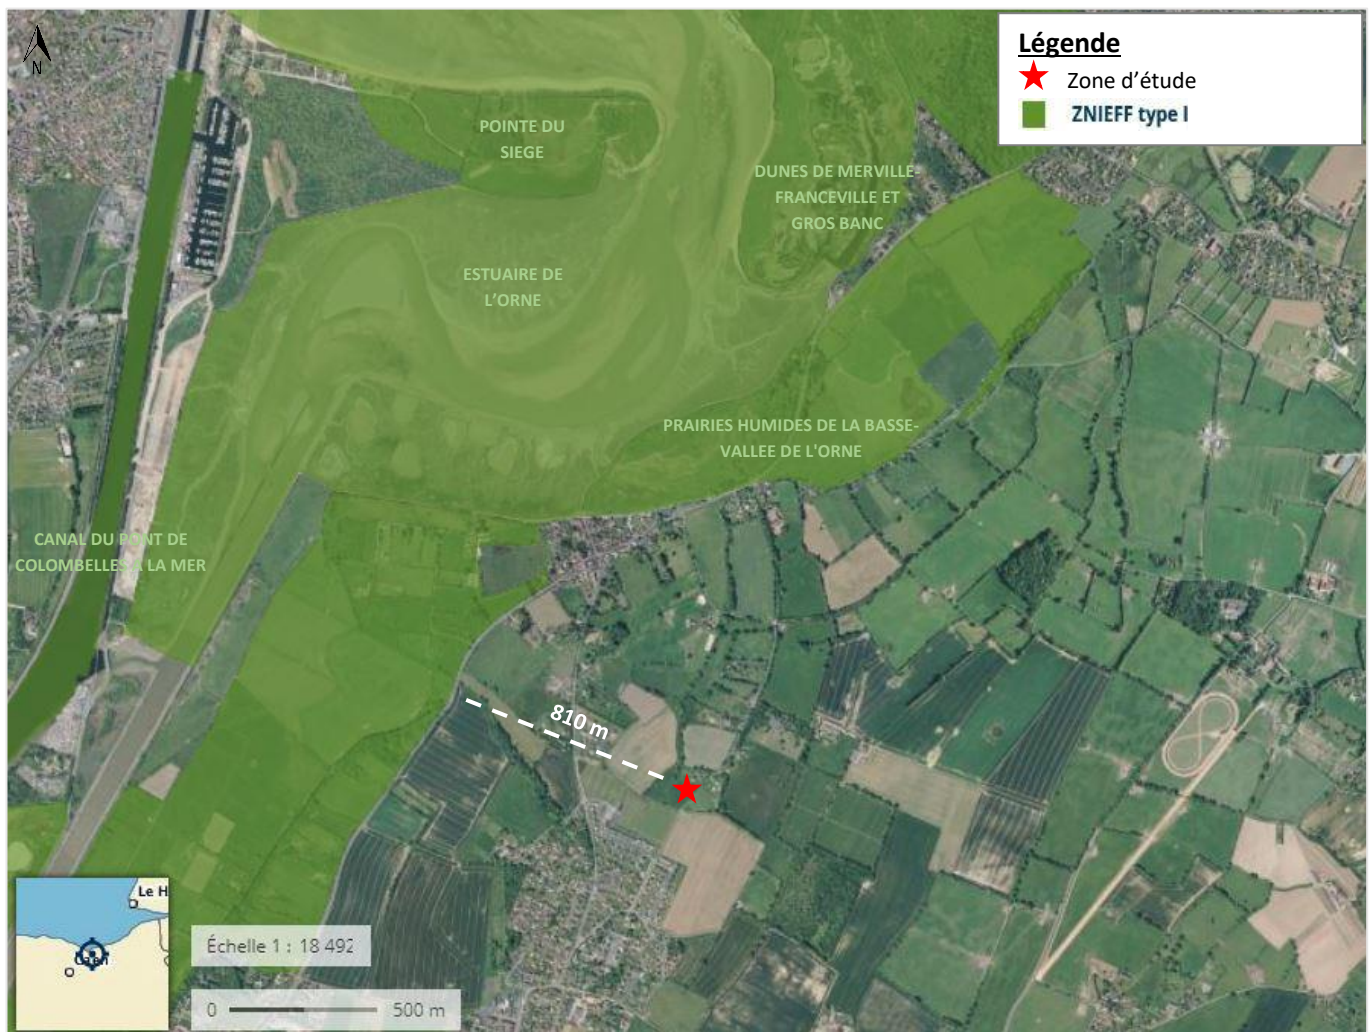 N
Légende
Zone d'étude
ZNIEFF type I
POINTE DU
SIEGE
DUNES DE MERVILLE-
FRANCEVILLE ET
GROS BANC
ESTUAIRE DE
L'ORNE
PRAIRIES HUMIDES DE LA BASSE-
VALLEE DE L'ORNE
CANAL DU PONT DE
COLOMBELLES A LA MER
810 m
Le H
Caen
Échelle 1 : 18 492
0 500 m